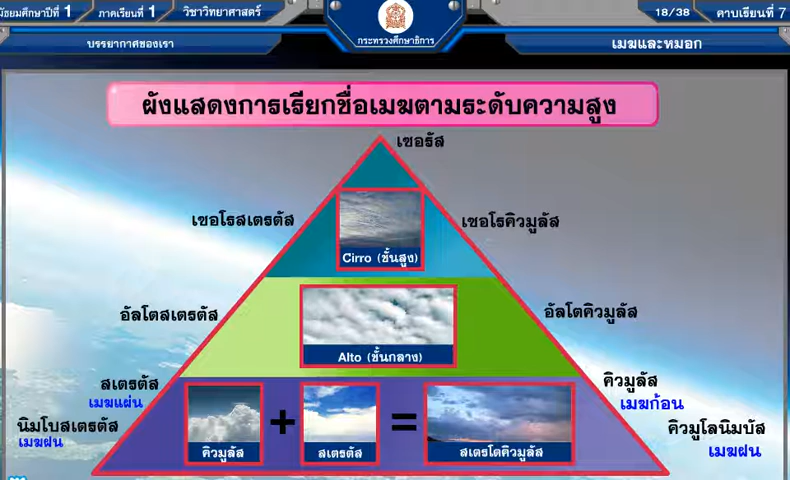 มัธยมศึกษาปีที่ 1 ภาคเรียนที่ 1 วิชาวิทยาศาสตร์ 18/38 คาบเรียนที่ 7
บรรยากาศของเรา กระทรวงศึกษาธิการ เมฆและหมอก
ผังแสดงการเรียกชื่อเมฆตามระดับความสูง
เซอรัส
เซอโรสเตรตัส เซอโรคิวมูลัส
Cirro (ชั้นสูง)
อัลโตสเตรตัส อัลโตคิวมูลัส
Alto (ชั้นกลาง)
สเตรตัส คิวมูลัส
เมฆแผ่น เมฆก้อน
นิมโบสเตรตัส + = คิวมูโลนิมบัส
เมฆฝน เมฆฝน
คิวมูลัส สเตรตัส สเตรโตคิวมูลัส